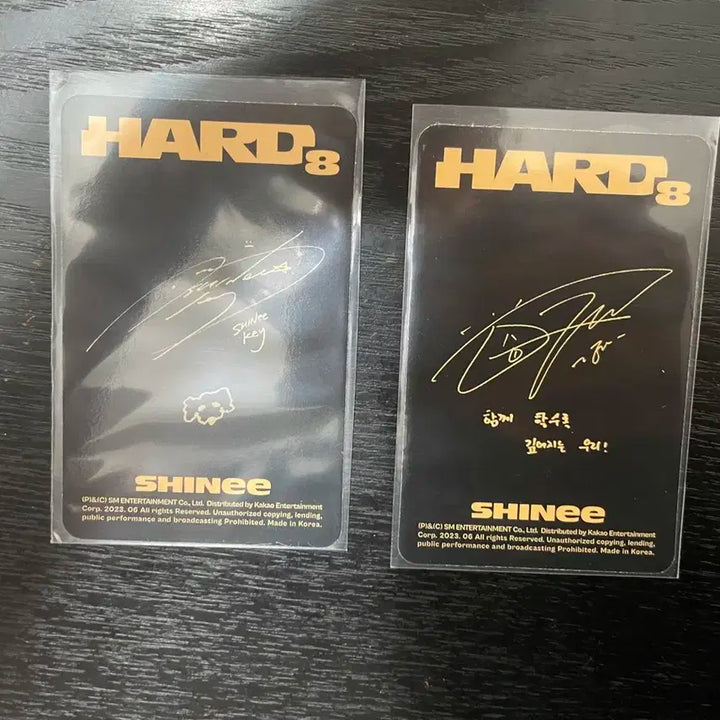 HARD8
SHINee
key
SHINee
(P)&(C) SM ENTERTAINMENT Co., Ltd. Distributed by Kakao Entertainment
Corp. 2023. 06 All rights Reserved. Unauthorized copying, lending,
public performance and broadcasting Prohibited. Made in Korea.
HARD8
함께 할수록
깊어지는 우리!
SHINee
(P)&(C) SM ENTERTAINMENT Co., Ltd. Distributed by Kakao Entertainment
Corp. 2023. 06 All rights Reserved. Unauthorized copying, lending,
public performance and broadcasting Prohibited. Made in Korea.